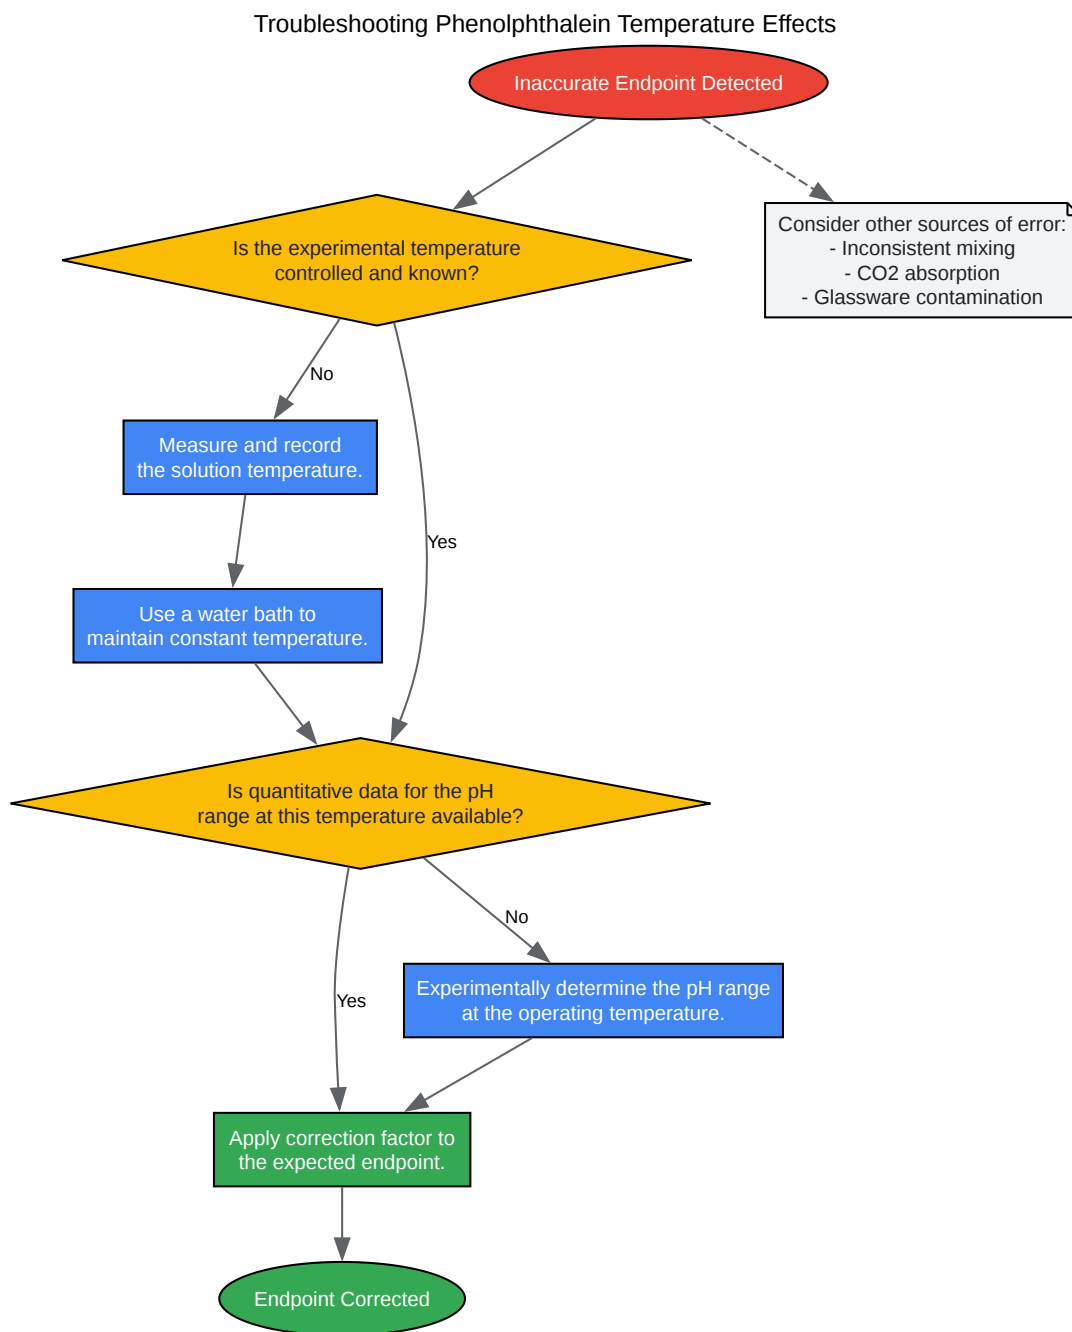 Troubleshooting Phenolphthalein Temperature Effects
Inaccurate Endpoint Detected
Consider other sources of error:
- Inconsistent mixing
- CO2 absorption
- Glassware contamination
Is the experimental temperature
controlled and known?
No
Measure and record
the solution temperature.
Yes
Use a water bath to
maintain constant temperature.
Is quantitative data for the pH
range at this temperature available?
No
Experimentally determine the pH range
at the operating temperature.
Yes
Apply correction factor to
the expected endpoint.
Endpoint Corrected